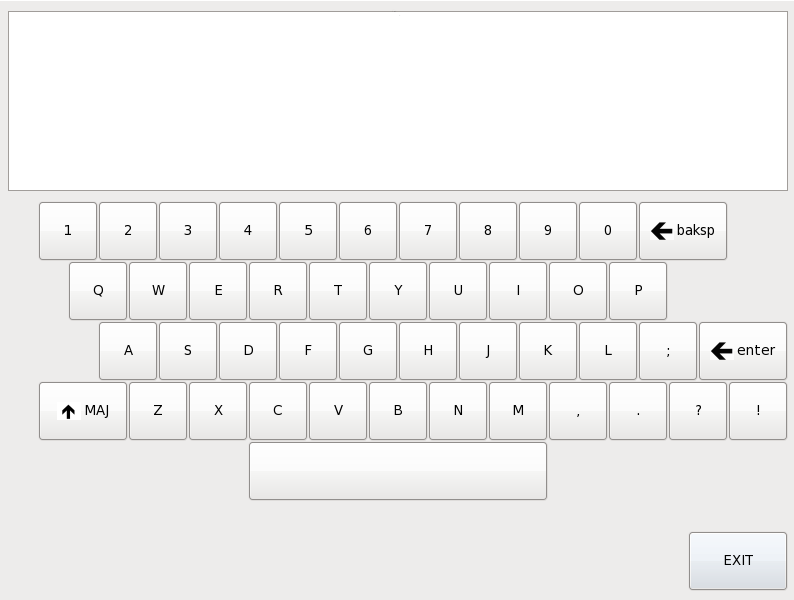 1 2 3 4 5 6 7 8 9 0 baksp
Q W E R T Y U I O P
A S D F G H J K L ; enter
MAJ Z X C V B N M , . ? !
EXIT